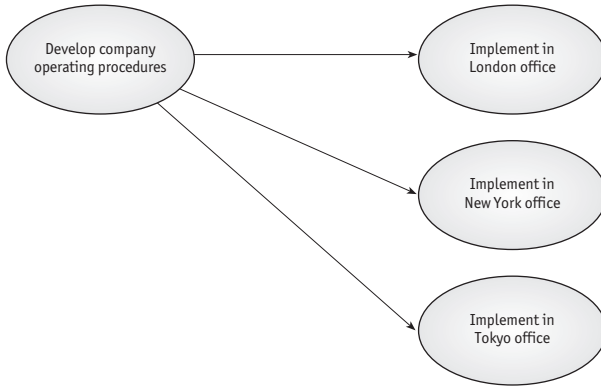 Develop company
operating procedures
Implement in
London office
Implement in
New York office
Implement in
Tokyo office